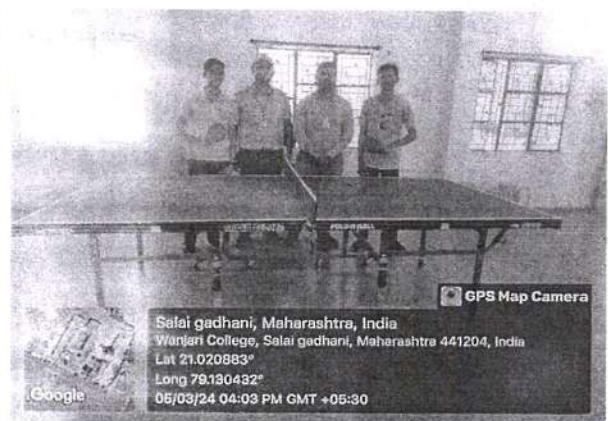 GPS Map Camera
Salai gadhani, Maharashtra, India
Wanjari College, Salai gadhani, Maharashtra 441204, India
Lat 21.020883°
Long 79.130432°
05/03/24 04:03 PM GMT +05:30
Google